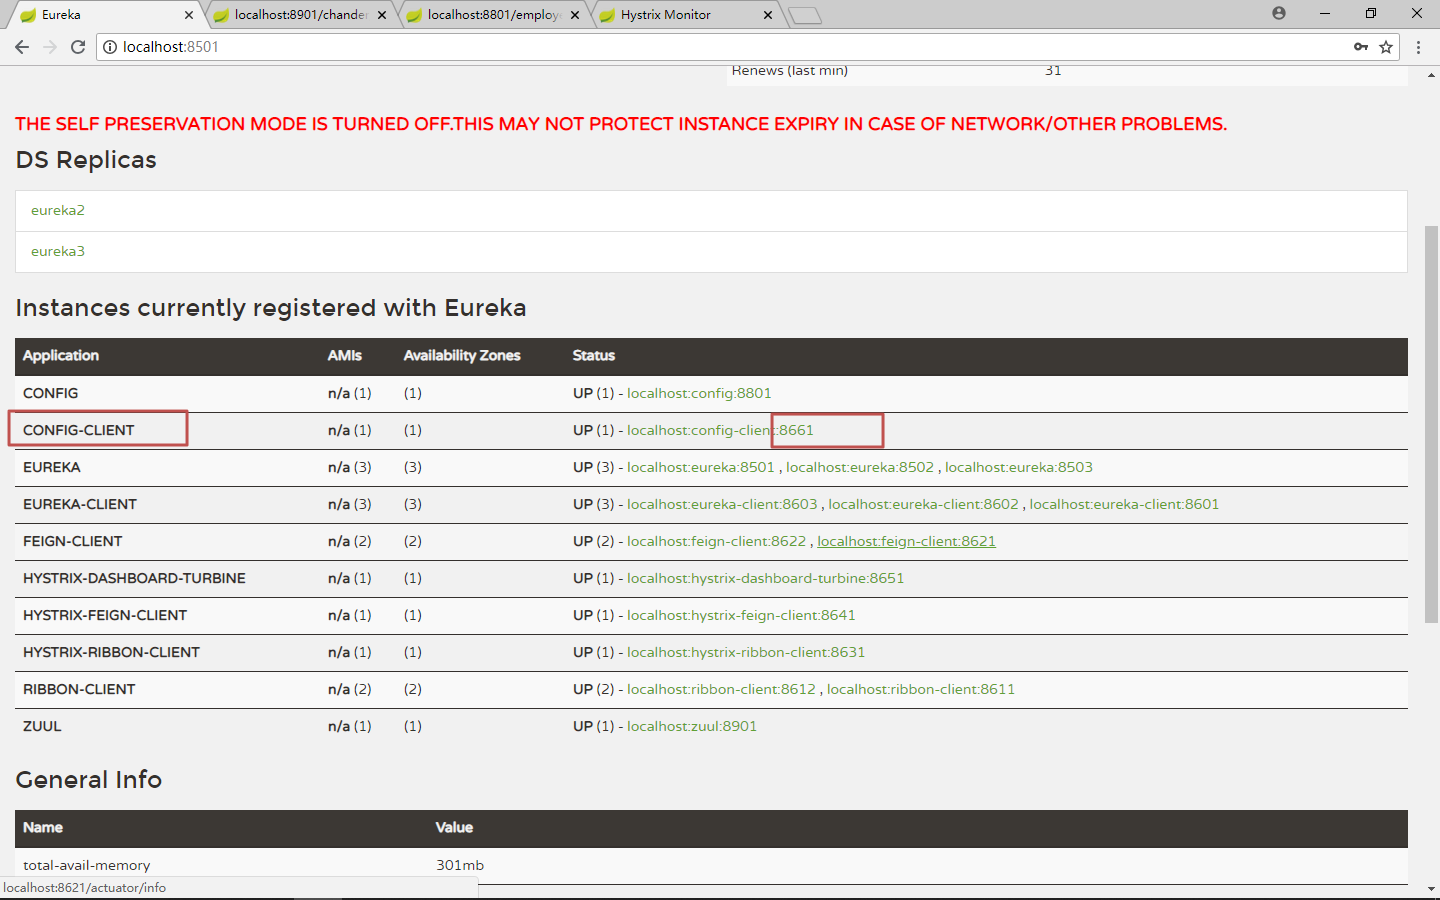 Eureka
localhost:8901/chander
localhost:8801/employe
Hystrix Monitor
localhost:8501
Renews (last min) 31
THE SELF PRESERVATION MODE IS TURNED OFF.THIS MAY NOT PROTECT INSTANCE EXPIRY IN CASE OF NETWORK/OTHER PROBLEMS.
DS Replicas
eureka2
eureka3
Instances currently registered with Eureka
Application AMIs Availability Zones Status
CONFIG n/a (1) (1) UP (1) - localhost:config:8801
CONFIG-CLIENT n/a (1) (1) UP (1) - localhost:config-client:8661
EUREKA n/a (3) (3) UP (3) - localhost:eureka:8501 , localhost:eureka:8502 , localhost:eureka:8503
EUREKA-CLIENT n/a (3) (3) UP (3) - localhost:eureka-client:8603 , localhost:eureka-client:8602 , localhost:eureka-client:8601
FEIGN-CLIENT n/a (2) (2) UP (2) - localhost:feign-client:8622 , localhost:feign-client:8621
HYSTRIX-DASHBOARD-TURBINE n/a (1) (1) UP (1) - localhost:hystrix-dashboard-turbine:8651
HYSTRIX-FEIGN-CLIENT n/a (1) (1) UP (1) - localhost:hystrix-feign-client:8641
HYSTRIX-RIBBON-CLIENT n/a (1) (1) UP (1) - localhost:hystrix-ribbon-client:8631
RIBBON-CLIENT n/a (2) (2) UP (2) - localhost:ribbon-client:8612 , localhost:ribbon-client:8611
ZUUL n/a (1) (1) UP (1) - localhost:zuul:8901
General Info
Name Value
total-avail-memory 301mb
localhost:8621/actuator/info